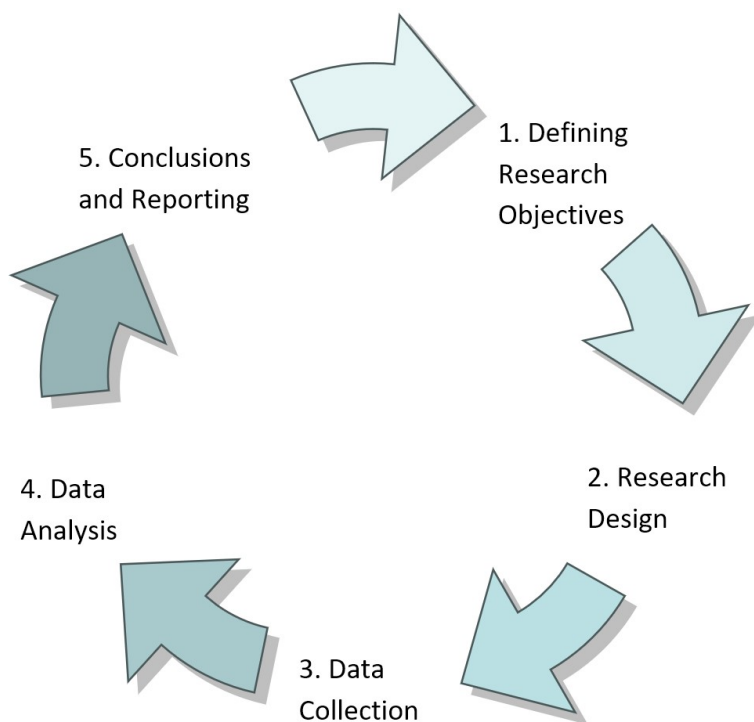 1. Defining
Research
Objectives
2. Research
Design
3. Data
Collection
4. Data
Analysis
5. Conclusions
and Reporting